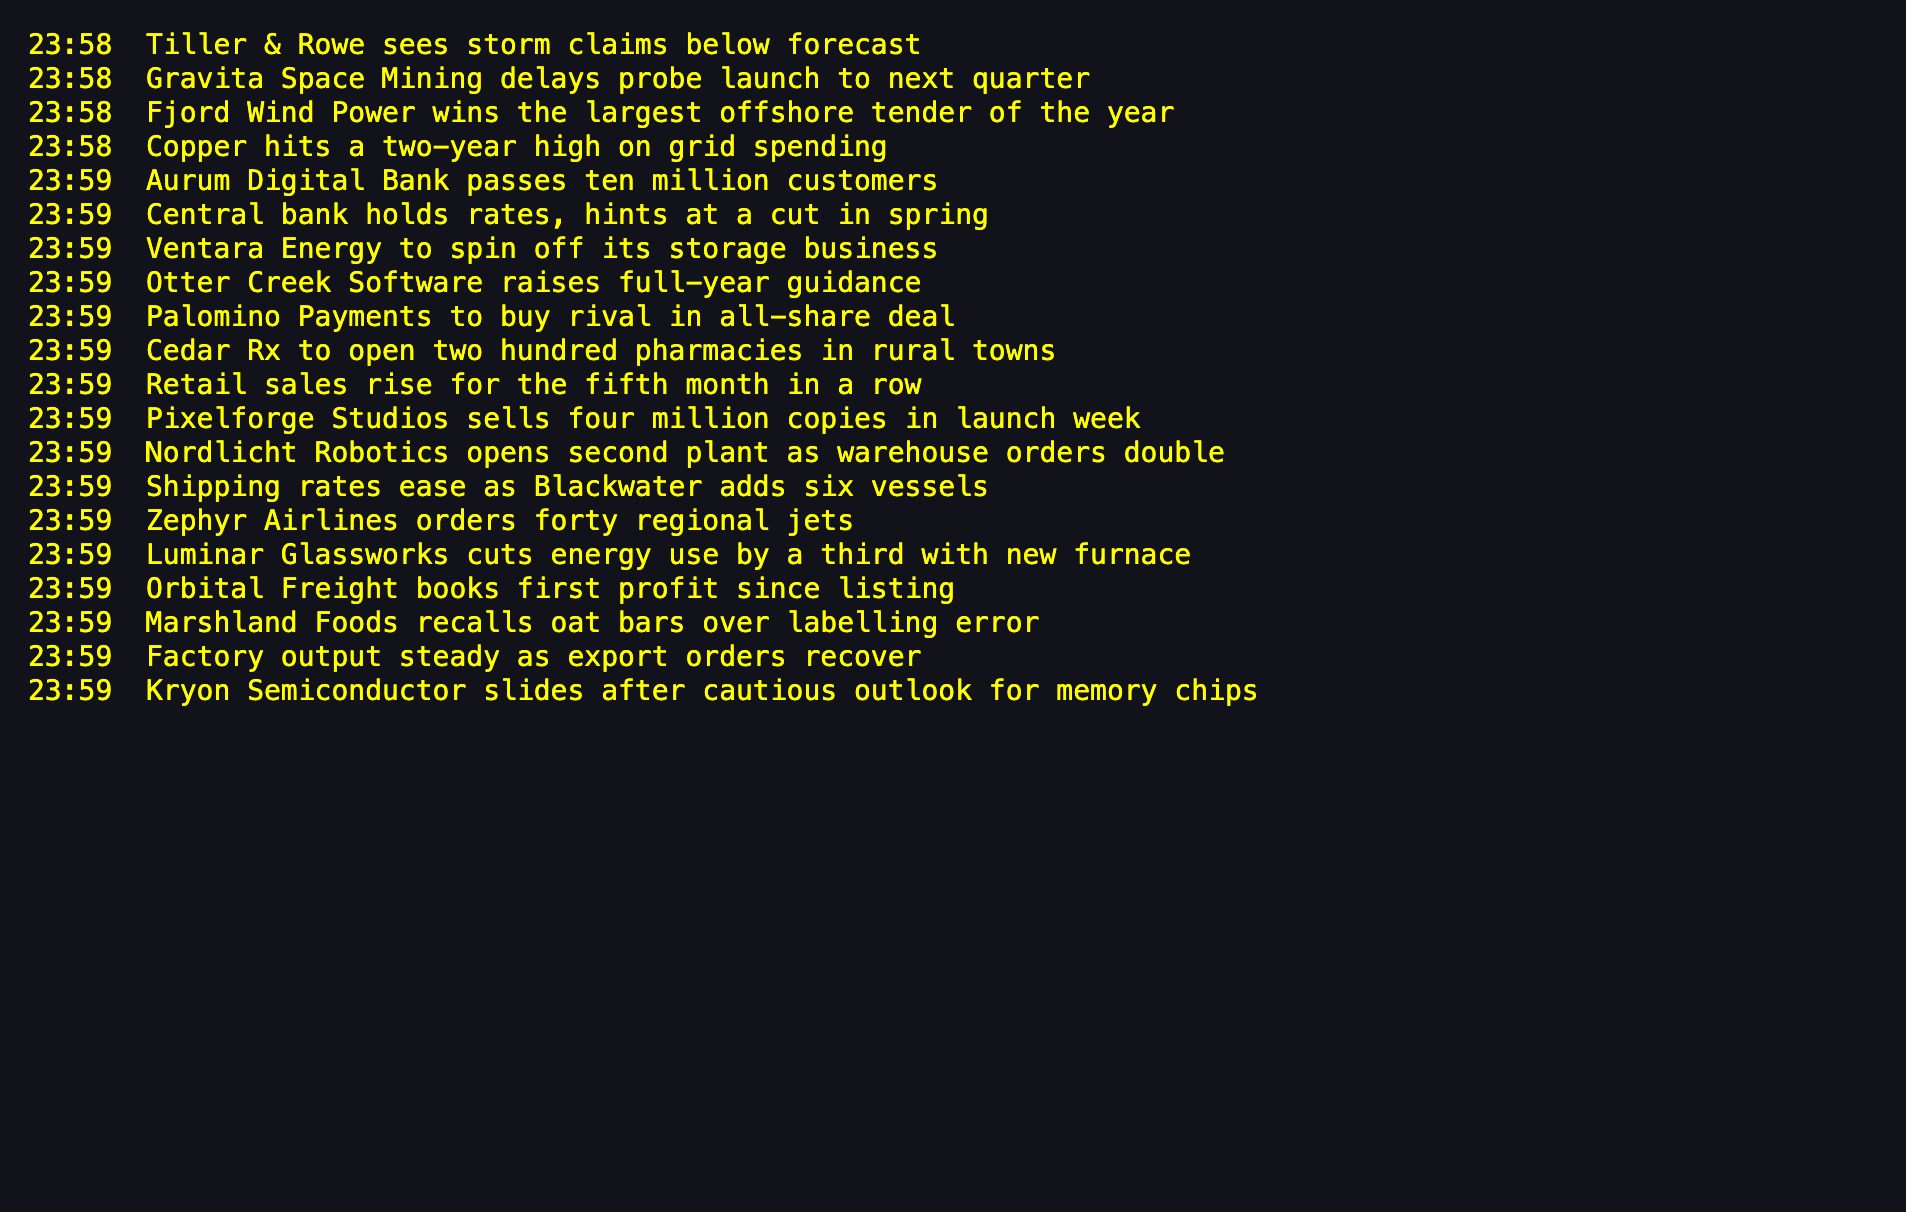 23:58  Tiller & Rowe sees storm claims below forecast
23:58  Gravita Space Mining delays probe launch to next quarter
23:58  Fjord Wind Power wins the largest offshore tender of the year
23:58  Copper hits a two-year high on grid spending
23:59  Aurum Digital Bank passes ten million customers
23:59  Central bank holds rates, hints at a cut in spring
23:59  Ventara Energy to spin off its storage business
23:59  Otter Creek Software raises full-year guidance
23:59  Palomino Payments to buy rival in all-share deal
23:59  Cedar Rx to open two hundred pharmacies in rural towns
23:59  Retail sales rise for the fifth month in a row
23:59  Pixelforge Studios sells four million copies in launch week
23:59  Nordlicht Robotics opens second plant as warehouse orders double
23:59  Shipping rates ease as Blackwater adds six vessels
23:59  Zephyr Airlines orders forty regional jets
23:59  Luminar Glassworks cuts energy use by a third with new furnace
23:59  Orbital Freight books first profit since listing
23:59  Marshland Foods recalls oat bars over labelling error
23:59  Factory output steady as export orders recover
23:59  Kryon Semiconductor slides after cautious outlook for memory chips